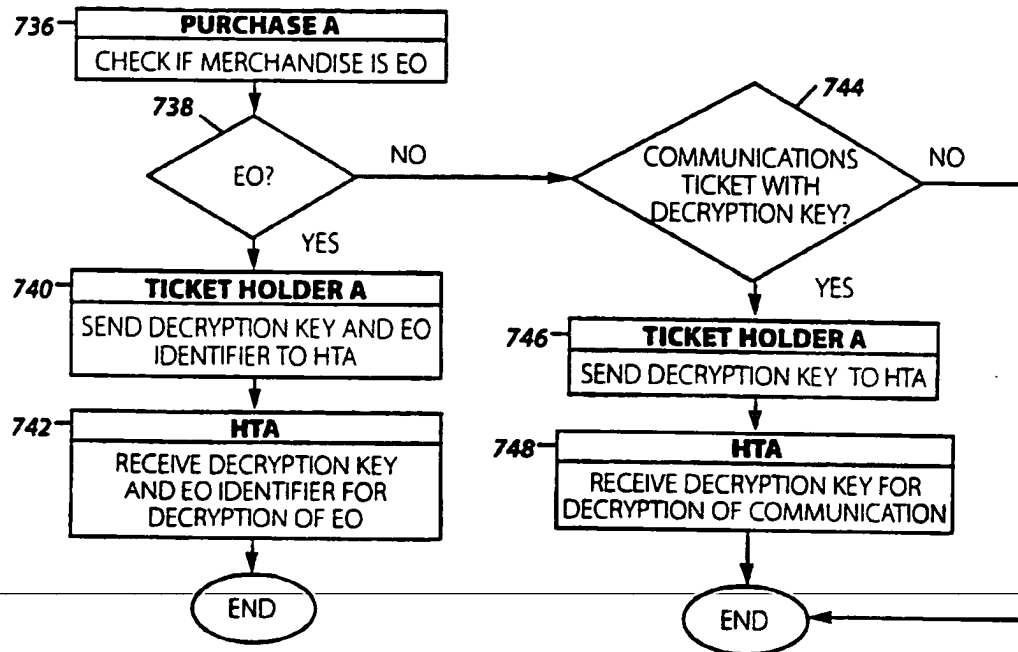 736
PURCHASE A
CHECK IF MERCHANDISE IS EO
738
EO?
NO
YES
740
TICKET HOLDER A
SEND DECRYPTION KEY AND EO
IDENTIFIER TO HTA
742
HTA
RECEIVE DECRYPTION KEY
AND EO IDENTIFIER FOR
DECRYPTION OF EO
END
744
COMMUNICATIONS
TICKET WITH
DECRYPTION KEY?
NO
YES
746
TICKET HOLDER A
SEND DECRYPTION KEY TO HTA
748
HTA
RECEIVE DECRYPTION KEY FOR
DECRYPTION OF COMMUNICATION
END